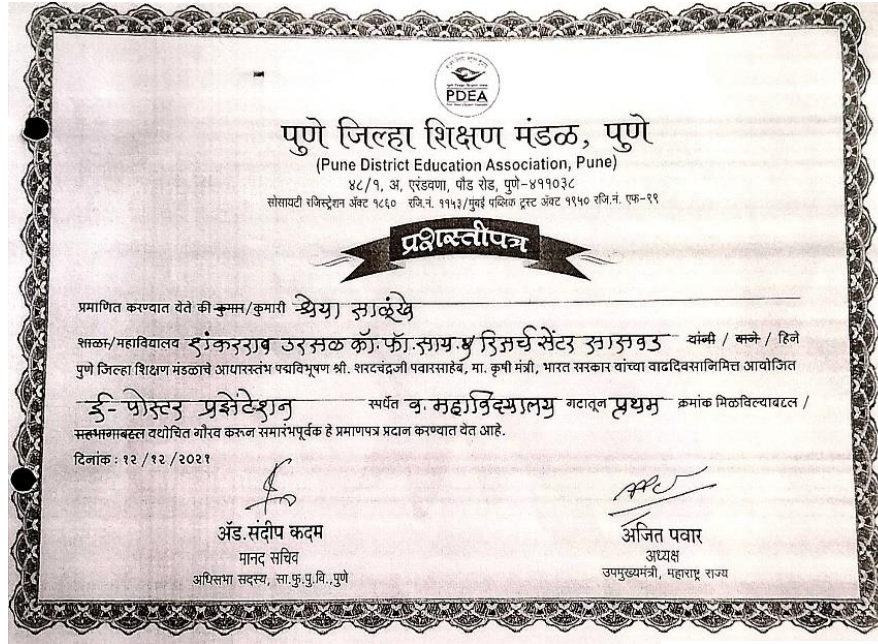 PDEA
पुणे जिल्हा शिक्षण मंडळ, पुणे
(Pune District Education Association, Pune)
४८/१, अ, एरंडवणा, पौड रोड, पुणे-४११०३८
सोसायटी रजिस्ट्रेशन ॲक्ट १८६० रजि.नं. ११५३/मुंबई पब्लिक ट्रस्ट ॲक्ट १९५० रजि.नं. एफ-१९
प्रशस्तीपत्र
प्रमाणित करण्यात येते की कुमार/कुमारी श्रेया साळुंखे
शाळा/महाविद्यालय शंकरराव उरसळ कॉ.फॉ.साय.व रिसर्च सेंटर सासवड यांनी / याने / हिने
पुणे जिल्हा शिक्षण मंडळाचे आधारस्तंभ पद्मविभूषण श्री. शरदचंद्रजी पवारसाहेब, मा. कृषी मंत्री, भारत सरकार यांच्या वाढदिवसानिमित्त आयोजित
ई- पोस्टर प्रझेंटेशन स्पर्धेत व. महाविद्यालय गटातून प्रथम क्रमांक मिळविल्याबद्दल /
सहभागाबद्दल यथोचित गौरव करून समारंभपूर्वक हे प्रमाणपत्र प्रदान करण्यात येत आहे.
दिनांक : १२ /१२ /२०२१
ॲड.संदीप कदम
मानद सचिव
अधिसभा सदस्य, सा.फु.पु.वि.,पुणे
अजित पवार
अध्यक्ष
उपमुख्यमंत्री, महाराष्ट्र राज्य